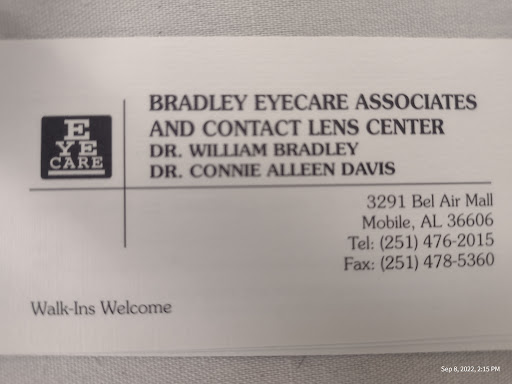 E
YE
CARE
BRADLEY EYECARE ASSOCIATES
AND CONTACT LENS CENTER
DR. WILLIAM BRADLEY
DR. CONNIE ALLEEN DAVIS
3291 Bel Air Mall
Mobile, AL 36606
Tel: (251) 476-2015
Fax: (251) 478-5360
Walk-Ins Welcome
Sep 8, 2022, 2:15 PM